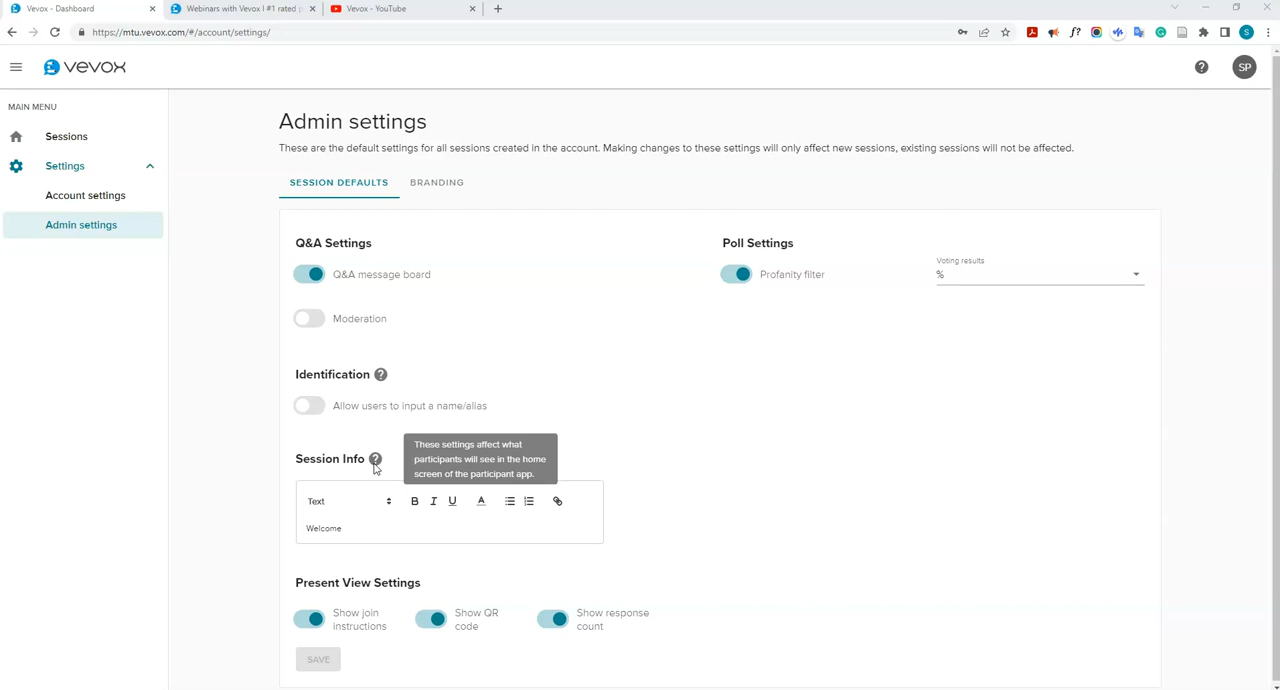 Vevox - Dashboard
Webinars with Vevox I #1 rated p
Vevox - YouTube
https://mtu.vevox.com/#/account/settings/
f?
S
vevox
SP
MAIN MENU
Sessions
Settings
Account settings
Admin settings
Admin settings
These are the default settings for all sessions created in the account. Making changes to these settings will only affect new sessions, existing sessions will not be affected.
SESSION DEFAULTS
BRANDING
Q&A Settings
Poll Settings
Q&A message board
Profanity filter
Voting results
%
Moderation
Identification ?
Allow users to input a name/alias
Session Info ?
These settings affect what
participants will see in the home
screen of the participant app.
Text B I U A
Welcome
Present View Settings
Show join
instructions
Show QR
code
Show response
count
SAVE